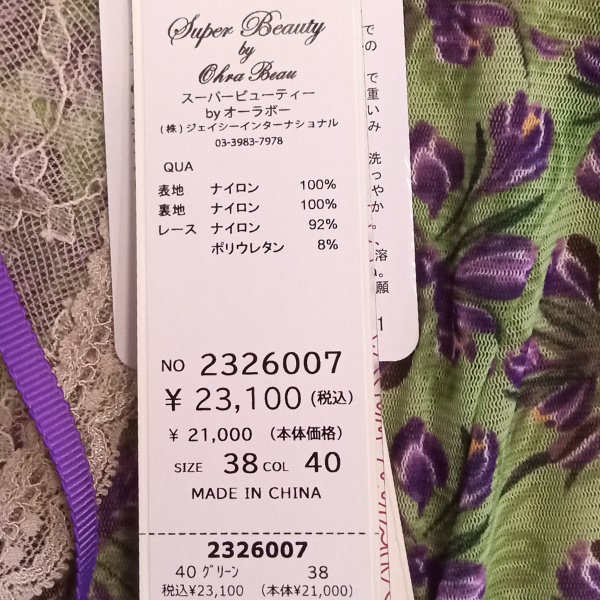 Super Beauty
by
Ohra Beau
スーパービューティー
by オーラボー
(株)ジェイシーインターナショナル
03-3983-7978
QUA
表地 ナイロン 100%
裏地 ナイロン 100%
レース ナイロン 92%
ポリウレタン 8%
NO 2326007
¥ 23,100 (税込)
¥ 21,000 (本体価格)
SIZE 38 COL 40
MADE IN CHINA
2326007
40 グリーン 38
税込¥23,100 (本体¥21,000)